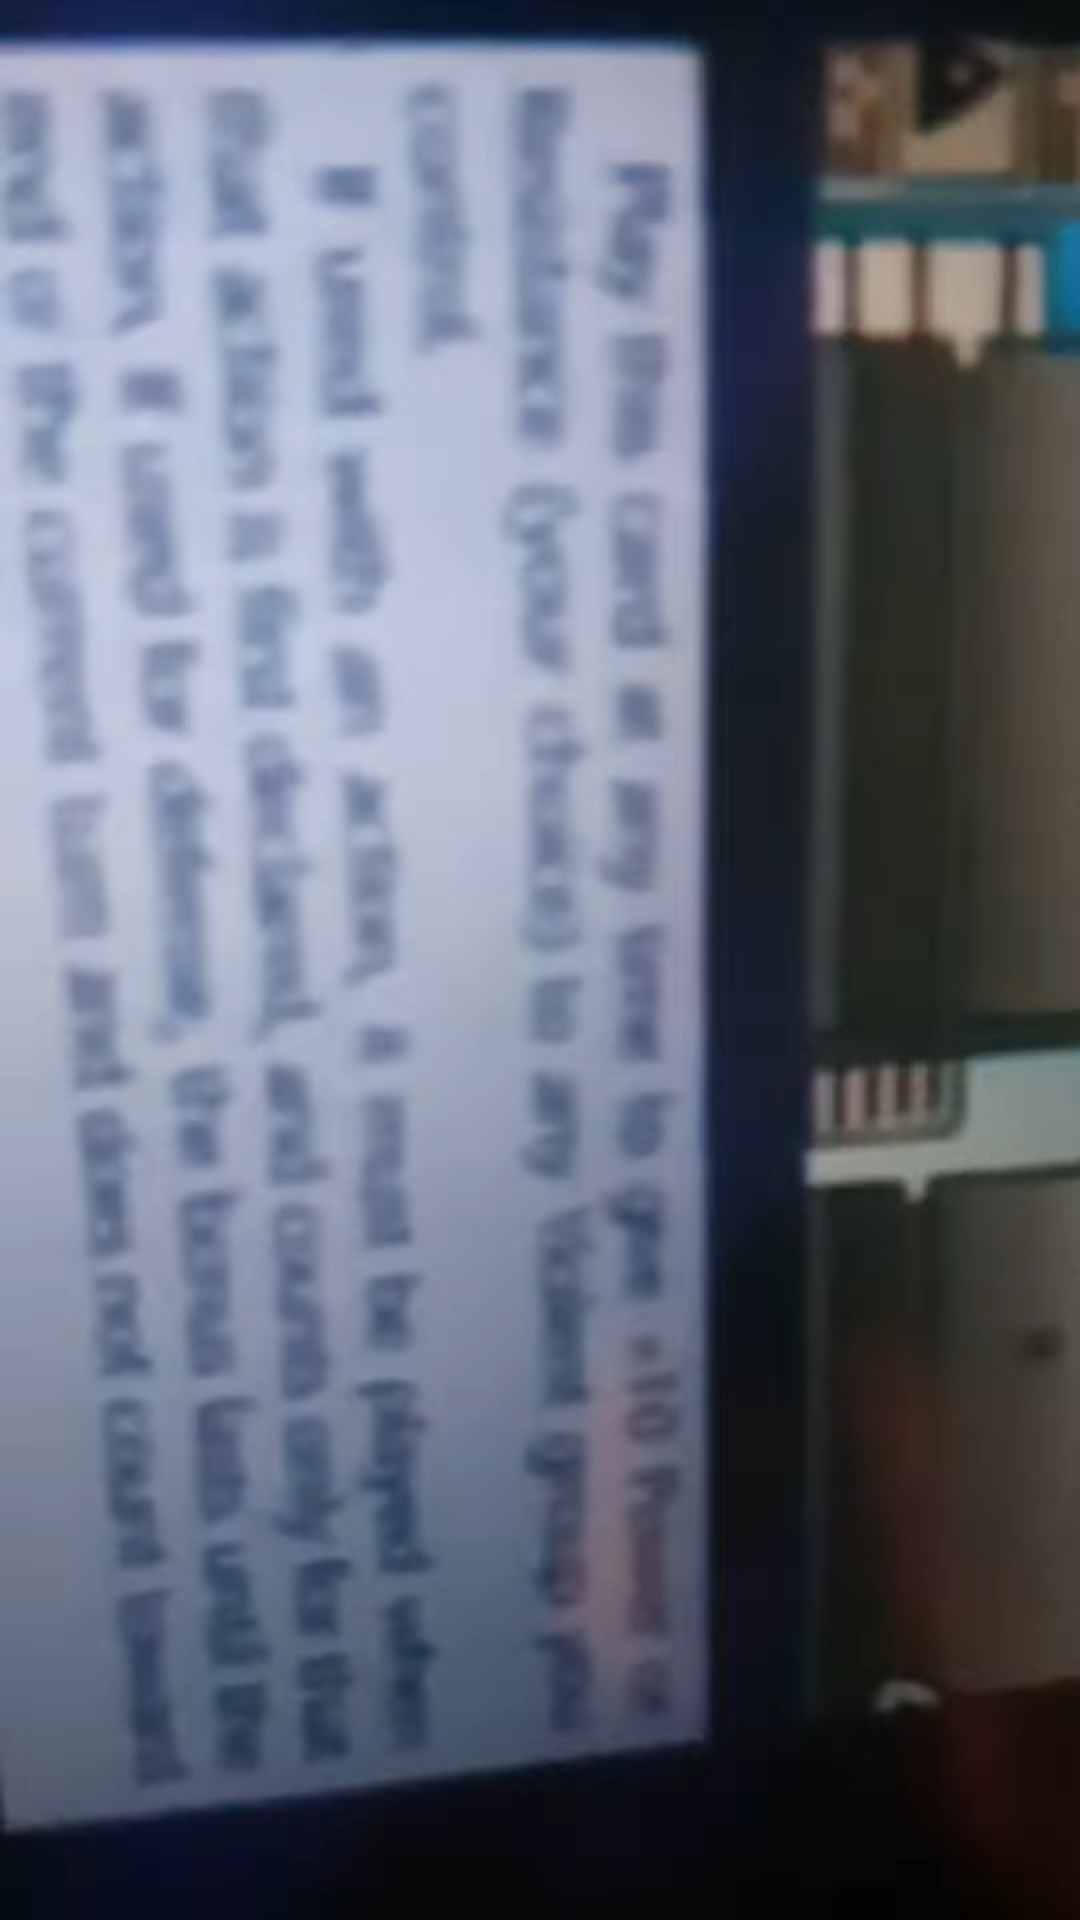 Play this card at any time to give +10 Power or
Resistance (your choice) to any Violent group you
control.
If used with an action, it must be played when
that action is first declared, and counts only for that
action. If used for defense, the bonus lasts until the
end of the current turn and does not count toward